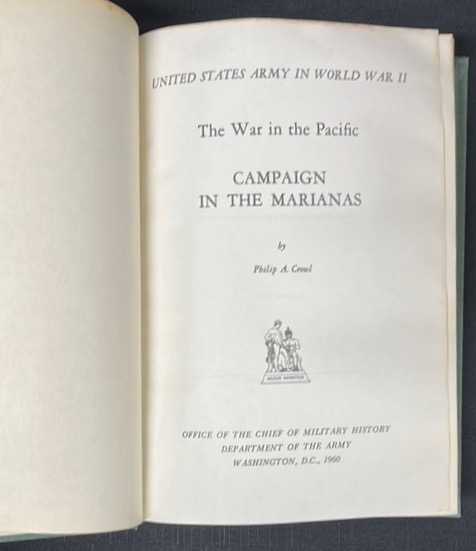 UNITED STATES ARMY IN WORLD WAR II
The War in the Pacific
CAMPAIGN
IN THE MARIANAS
by
Philip A. Crowl
OFFICE OF THE CHIEF OF MILITARY HISTORY
DEPARTMENT OF THE ARMY
WASHINGTON, D.C., 1960